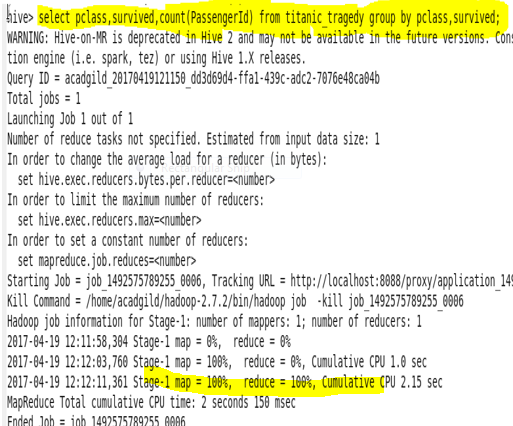 hive> select pclass,survived,count(PassengerId) from titanic_tragedy group by pclass,survived;
WARNING: Hive-on-MR is deprecated in Hive 2 and may not be available in the future versions. Cons
tion engine (i.e. spark, tez) or using Hive 1.X releases.
Query ID = acadgild_20170419121150_dd3d69d4-ffa1-439c-adc2-7076e48ca04b
Total jobs = 1
Launching Job 1 out of 1
Number of reduce tasks not specified. Estimated from input data size: 1
In order to change the average load for a reducer (in bytes):
  set hive.exec.reducers.bytes.per.reducer=<number>
In order to limit the maximum number of reducers:
  set hive.exec.reducers.max=<number>
In order to set a constant number of reducers:
  set mapreduce.job.reduces=<number>
Starting Job = job_1492575789255_0006, Tracking URL = http://localhost:8088/proxy/application_149
Kill Command = /home/acadgild/hadoop-2.7.2/bin/hadoop job  -kill job_1492575789255_0006
Hadoop job information for Stage-1: number of mappers: 1; number of reducers: 1
2017-04-19 12:11:58,304 Stage-1 map = 0%,  reduce = 0%
2017-04-19 12:12:03,760 Stage-1 map = 100%,  reduce = 0%, Cumulative CPU 1.0 sec
2017-04-19 12:12:11,361 Stage-1 map = 100%,  reduce = 100%, Cumulative CPU 2.15 sec
MapReduce Total cumulative CPU time: 2 seconds 150 msec
Ended Job = job_1492575789255_0006